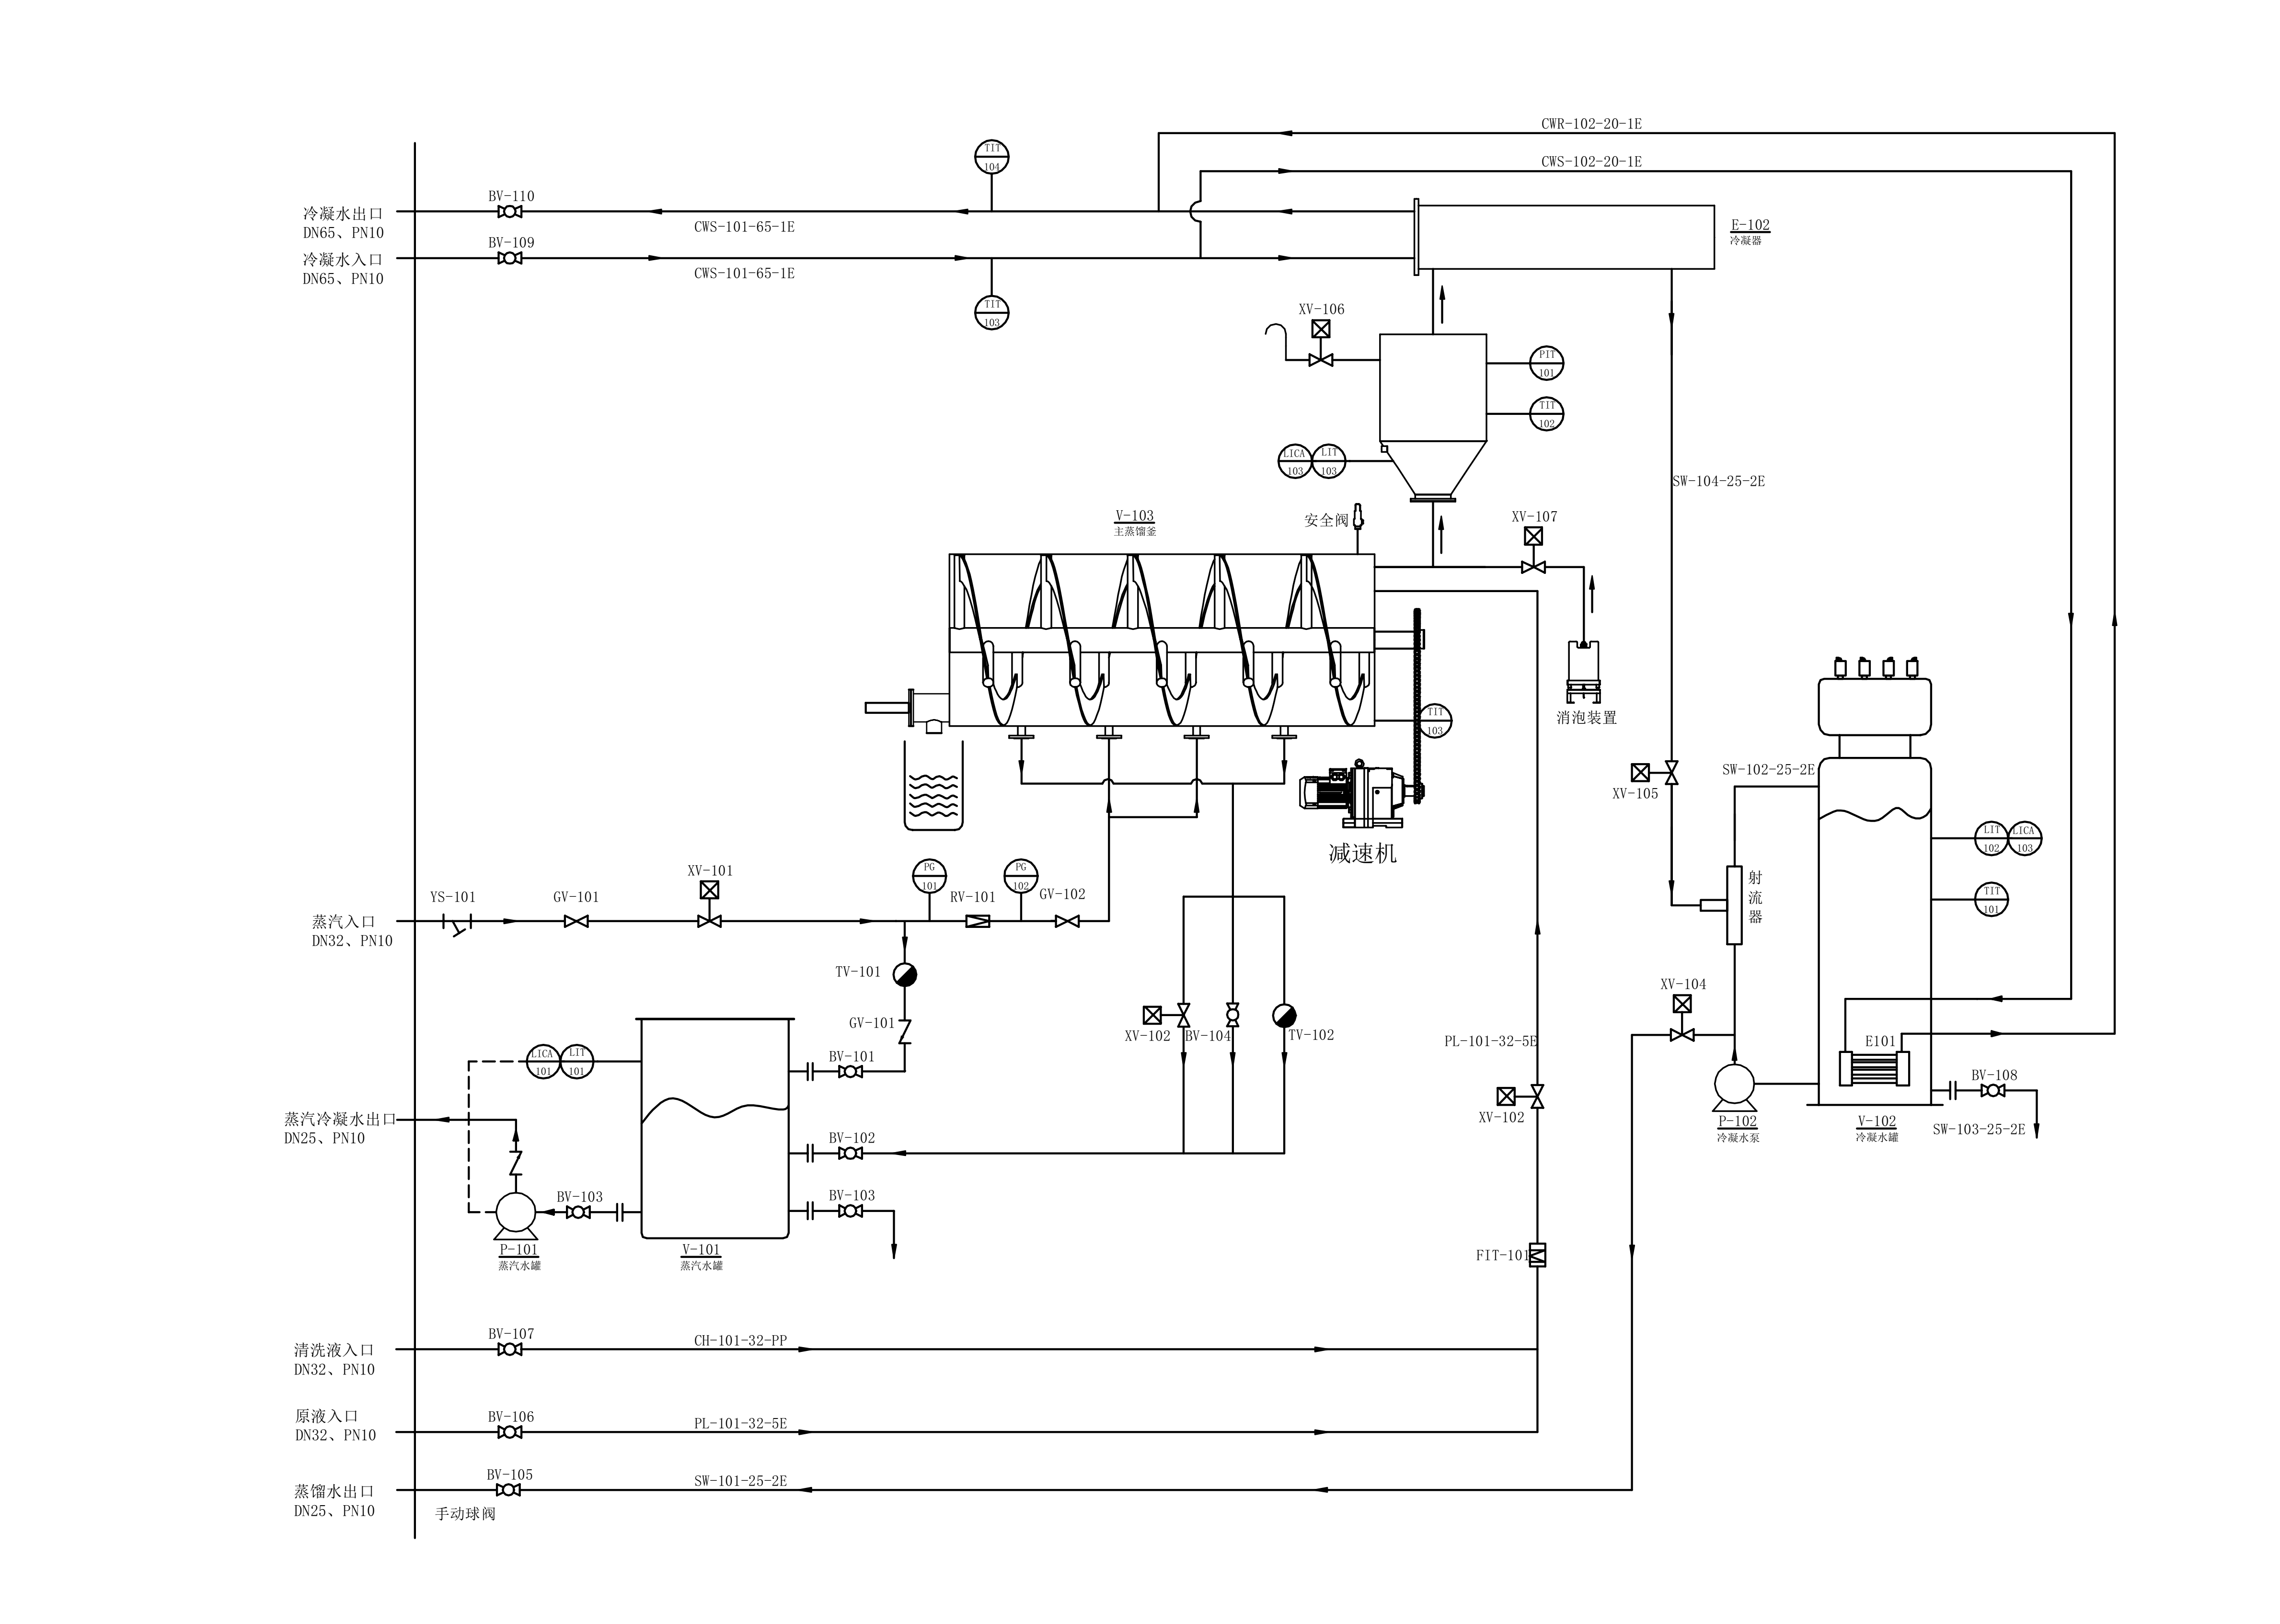 CWR-102-20-1E
TIT
104
CWS-102-20-1E
BV-110
冷凝水出口
DN65、PN10
CWS-101-65-1E
E-102
冷凝器
BV-109
冷凝水入口
DN65、PN10
CWS-101-65-1E
TIT
103
XV-106
PIT
101
TIT
102
LICA
103
LIT
103
SW-104-25-2E
V-103
主蒸馏釜
安全阀
XV-107
消泡装置
TIT
103
SW-102-25-2E
XV-105
减速机
LIT
102
LICA
103
XV-101
PG
101
PG
102
YS-101
GV-101
RV-101
GV-102
射
流
器
TIT
101
蒸汽入口
DN32、PN10
TV-101
XV-104
GV-101
XV-102
BV-104
TV-102
PL-101-32-5E
E101
LICA
101
LIT
101
BV-101
BV-108
XV-102
蒸汽冷凝水出口
DN25、PN10
P-102
冷凝水泵
V-102
冷凝水罐
SW-103-25-2E
BV-102
BV-103
BV-103
P-101
蒸汽水罐
V-101
蒸汽水罐
FIT-101
BV-107
清洗液入口
DN32、PN10
CH-101-32-PP
BV-106
原液入口
DN32、PN10
PL-101-32-5E
BV-105
蒸馏水出口
DN25、PN10
SW-101-25-2E
手动球阀